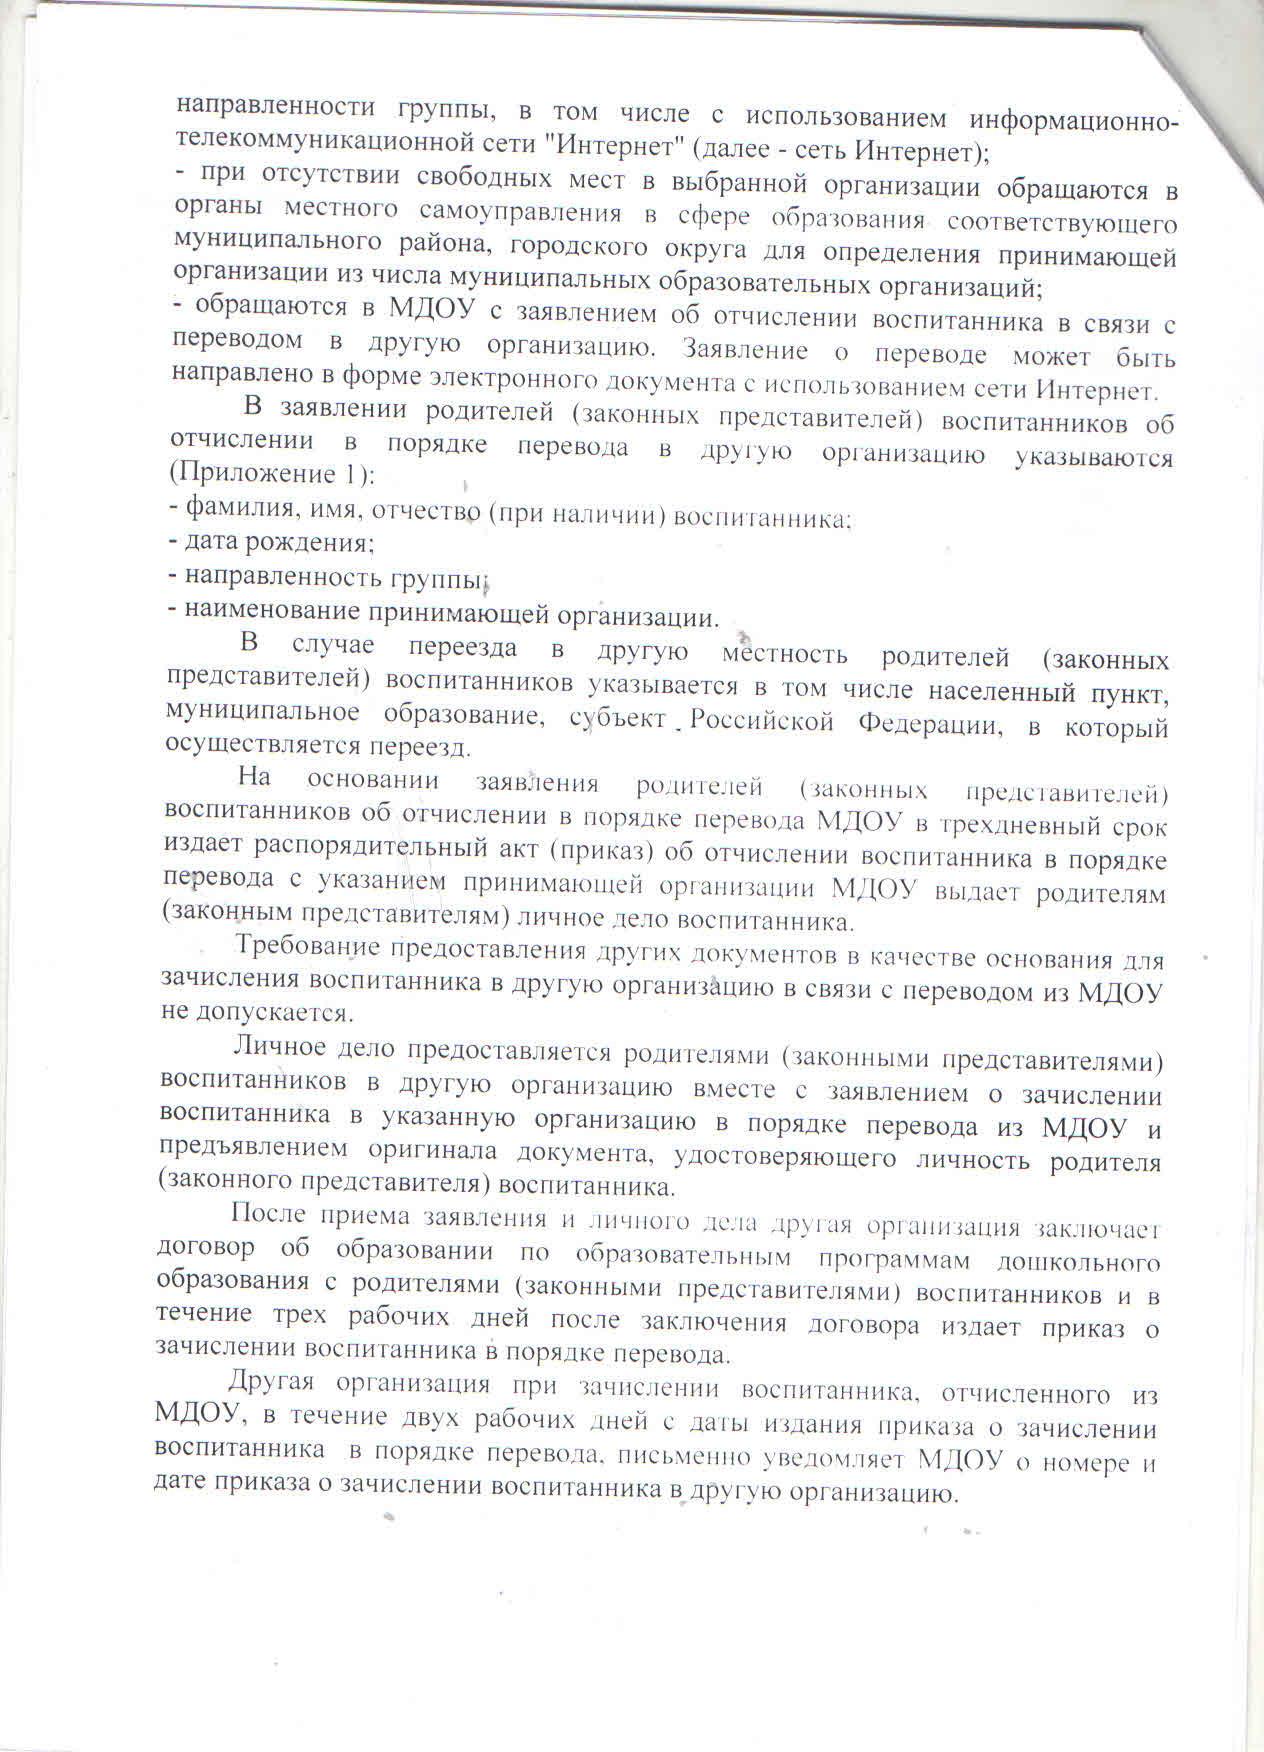 направленности группы, в том числе с использованием информационно-
телекоммуникационной сети "Интернет" (далее - сеть Интернет);
- при отсутствии свободных мест в выбранной организации обращаются в
органы местного самоуправления в сфере образования соответствующего
муниципального района, городского округа для определения принимающей
организации из числа муниципальных образовательных организаций;
- обращаются в МДОУ с заявлением об отчислении воспитанника в связи с
переводом в другую организацию. Заявление о переводе может быть
направлено в форме электронного документа с использованием сети Интернет.
В заявлении родителей (законных представителей) воспитанников об
отчислении в порядке перевода в другую организацию указываются
(Приложение 1):
- фамилия, имя, отчество (при наличии) воспитанника;
- дата рождения;
- направленность группы;
- наименование принимающей организации.
В случае переезда в другую местность родителей (законных
представителей) воспитанников указывается в том числе населенный пункт,
муниципальное образование, субъект Российской Федерации, в который
осуществляется переезд.
На основании заявления родителей (законных представителей)
воспитанников об отчислении в порядке перевода МДОУ в трехдневный срок
издает распорядительный акт (приказ) об отчислении воспитанника в порядке
перевода с указанием принимающей организации МДОУ выдает родителям
(законным представителям) личное дело воспитанника.
Требование предоставления других документов в качестве основания для
зачисления воспитанника в другую организацию в связи с переводом из МДОУ
не допускается.
Личное дело предоставляется родителями (законными представителями)
воспитанников в другую организацию вместе с заявлением о зачислении
воспитанника в указанную организацию в порядке перевода из МДОУ и
предъявлением оригинала документа, удостоверяющего личность родителя
(законного представителя) воспитанника.
После приема заявления и личного дела другая организация заключает
договор об образовании по образовательным программам дошкольного
образования с родителями (законными представителями) воспитанников и в
течение трех рабочих дней после заключения договора издает приказ о
зачислении воспитанника в порядке перевода.
Другая организация при зачислении воспитанника, отчисленного из
МДОУ, в течение двух рабочих дней с даты издания приказа о зачислении
воспитанника в порядке перевода, письменно уведомляет МДОУ о номере и
дате приказа о зачислении воспитанника в другую организацию.